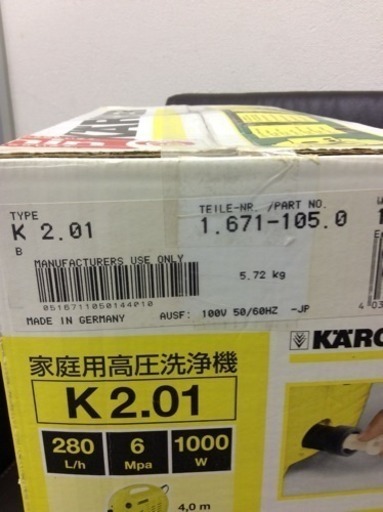 KÄR
TYPE
K 2.01
B
TEILE-NR. /PART NO.
1.671-105.0
MANUFACTURERS USE ONLY
0516711050144010
5.72 kg
MADE IN GERMANY
AUSF: 100V 50/60HZ -JP
KÄRC
家庭用高圧洗浄機
K 2.01
280 L/h
6 Mpa
1000 W
4,0 m